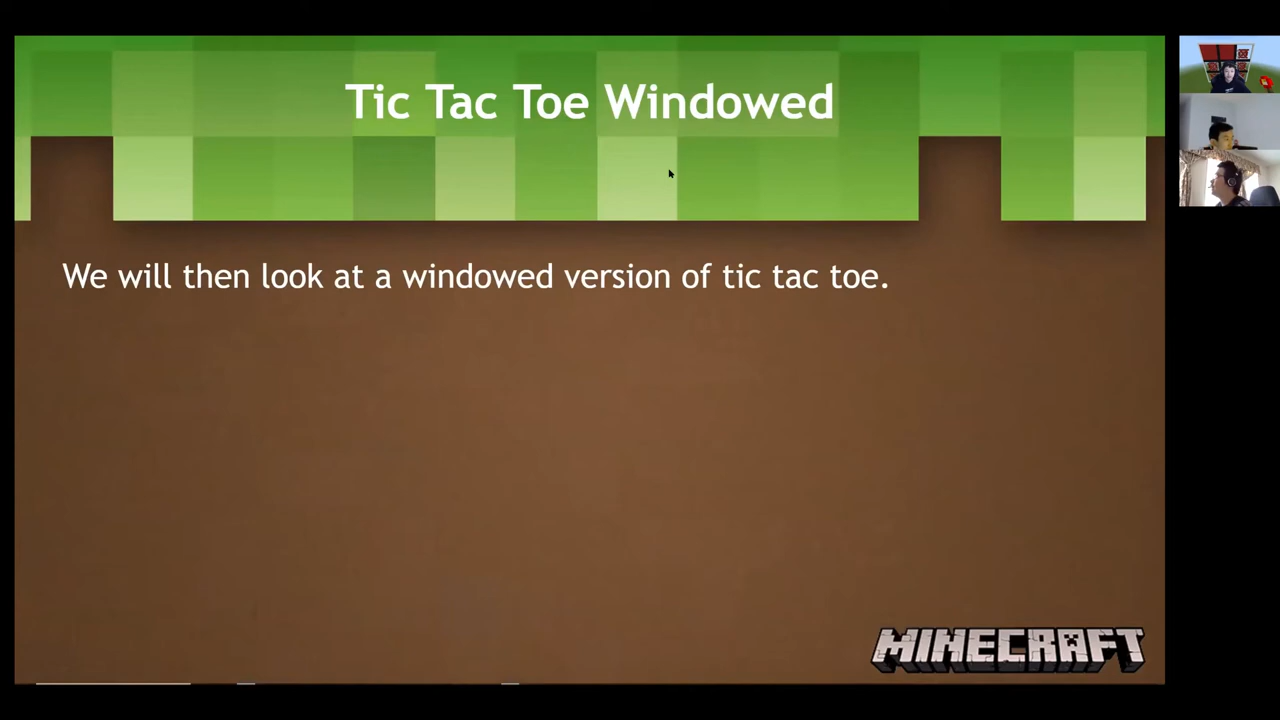 Tic Tac Toe Windowed
We will then look at a windowed version of tic tac toe.
MINECRAFT